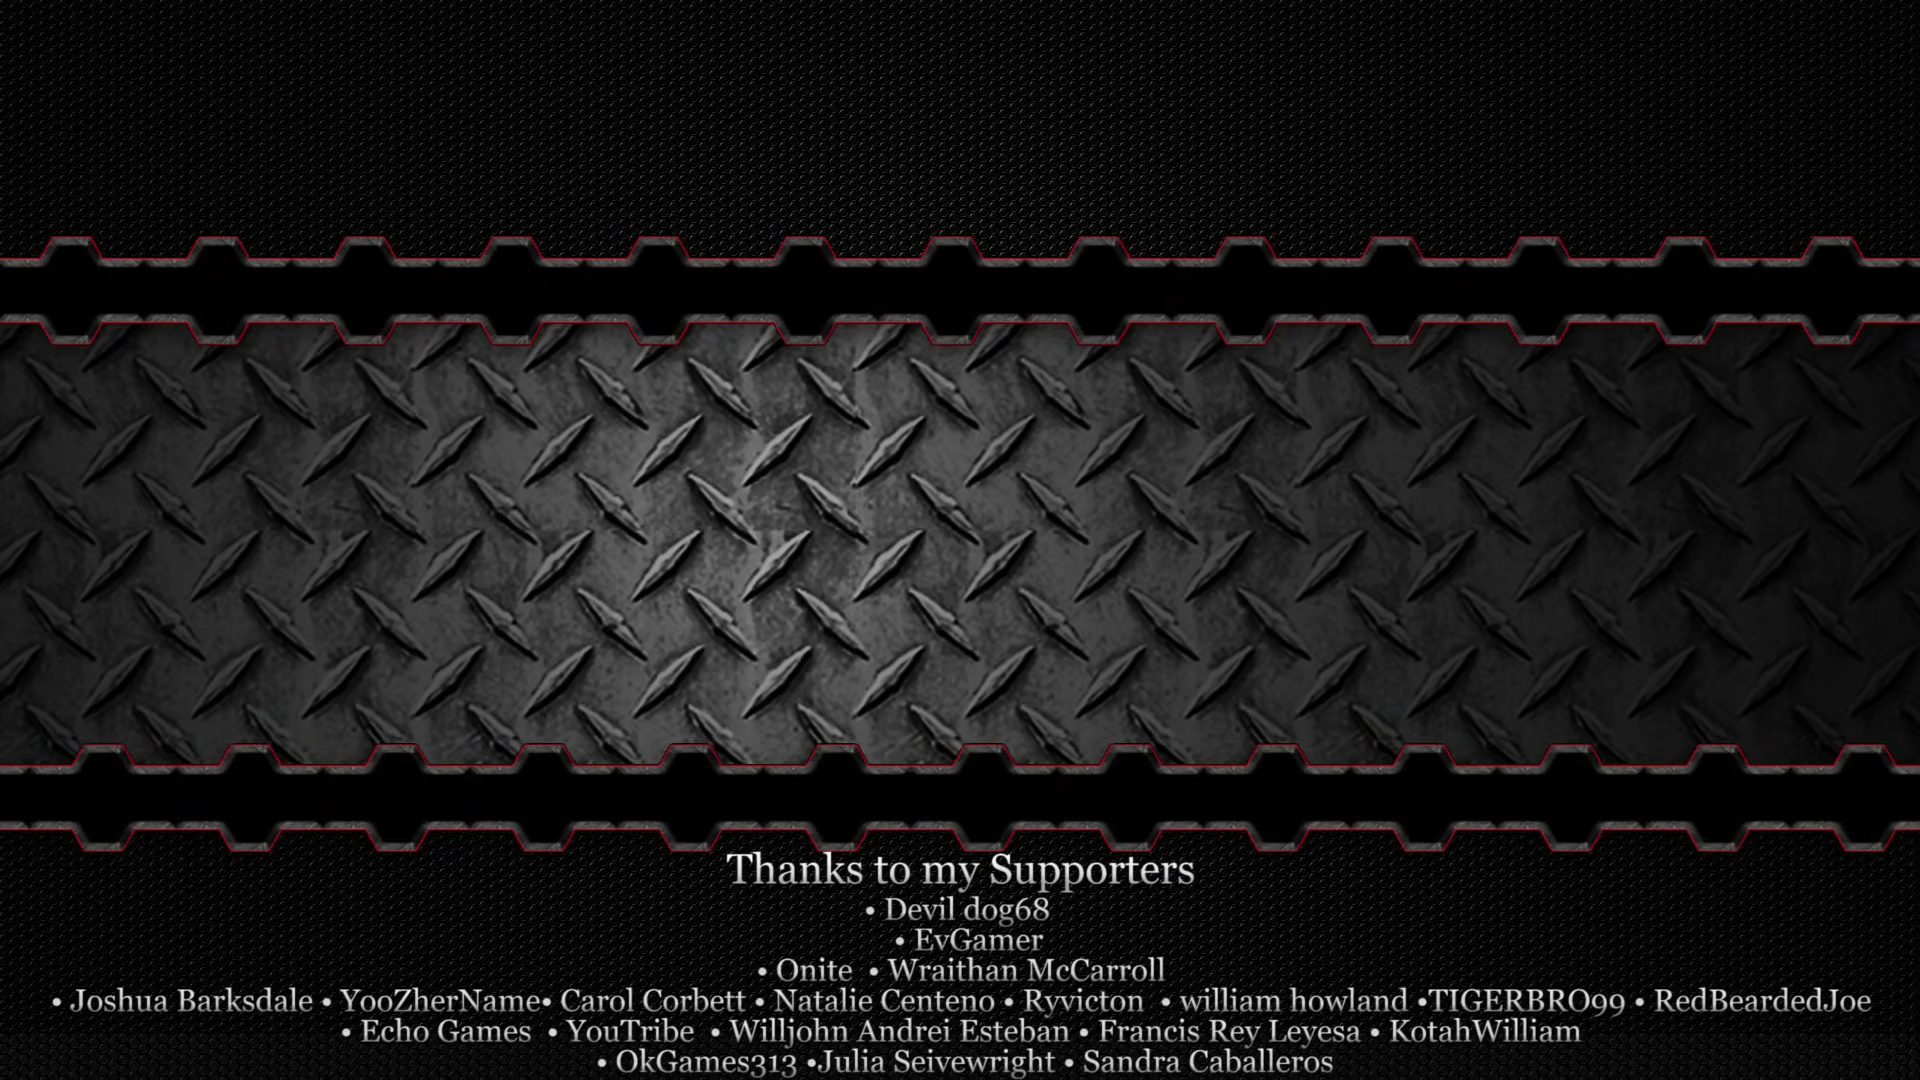 Thanks to my Supporters
• Devil dog68
• EvGamer
• Onite • Wraithan McCarroll
• Joshua Barksdale • YooZherName• Carol Corbett • Natalie Centeno • Ryvicton • william howland •TIGERBRO99 • RedBeardedJoe
• Echo Games • YouTribe • Willjohn Andrei Esteban • Francis Rey Leyesa • KotahWilliam
• OkGames313 •Julia Seivewright • Sandra Caballeros